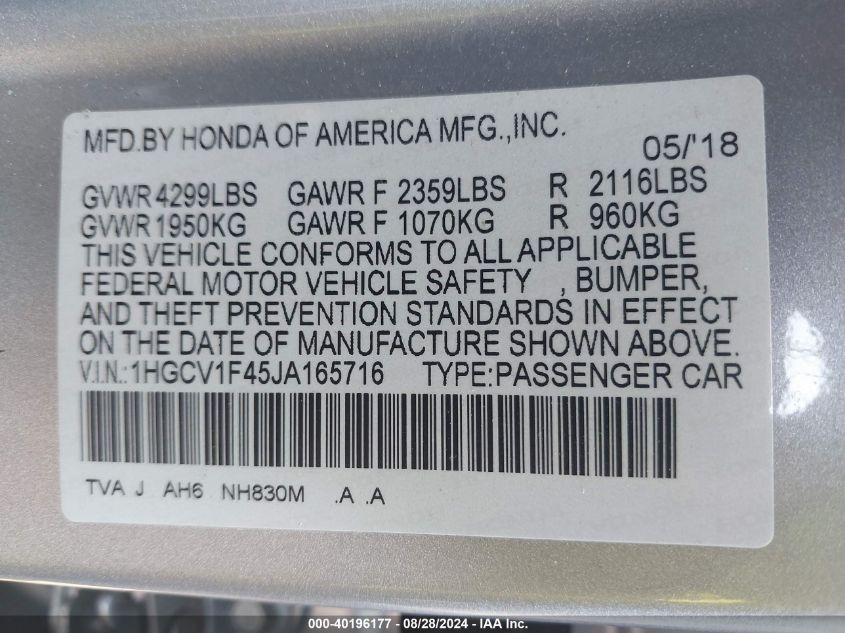 MFD.BY HONDA OF AMERICA MFG.,INC.
05/'18
GVWR 4299LBS GAWR F 2359LBS R 2116LBS
GVWR 1950KG GAWR F 1070KG R 960KG
THIS VEHICLE CONFORMS TO ALL APPLICABLE
FEDERAL MOTOR VEHICLE SAFETY , BUMPER,
AND THEFT PREVENTION STANDARDS IN EFFECT
ON THE DATE OF MANUFACTURE SHOWN ABOVE.
V.I.N.:1HGCV1F45JA165716 TYPE:PASSENGER CAR
TVA J AH6 NH830M .A .A
000-40196177 - 08/28/2024 - IAA Inc.